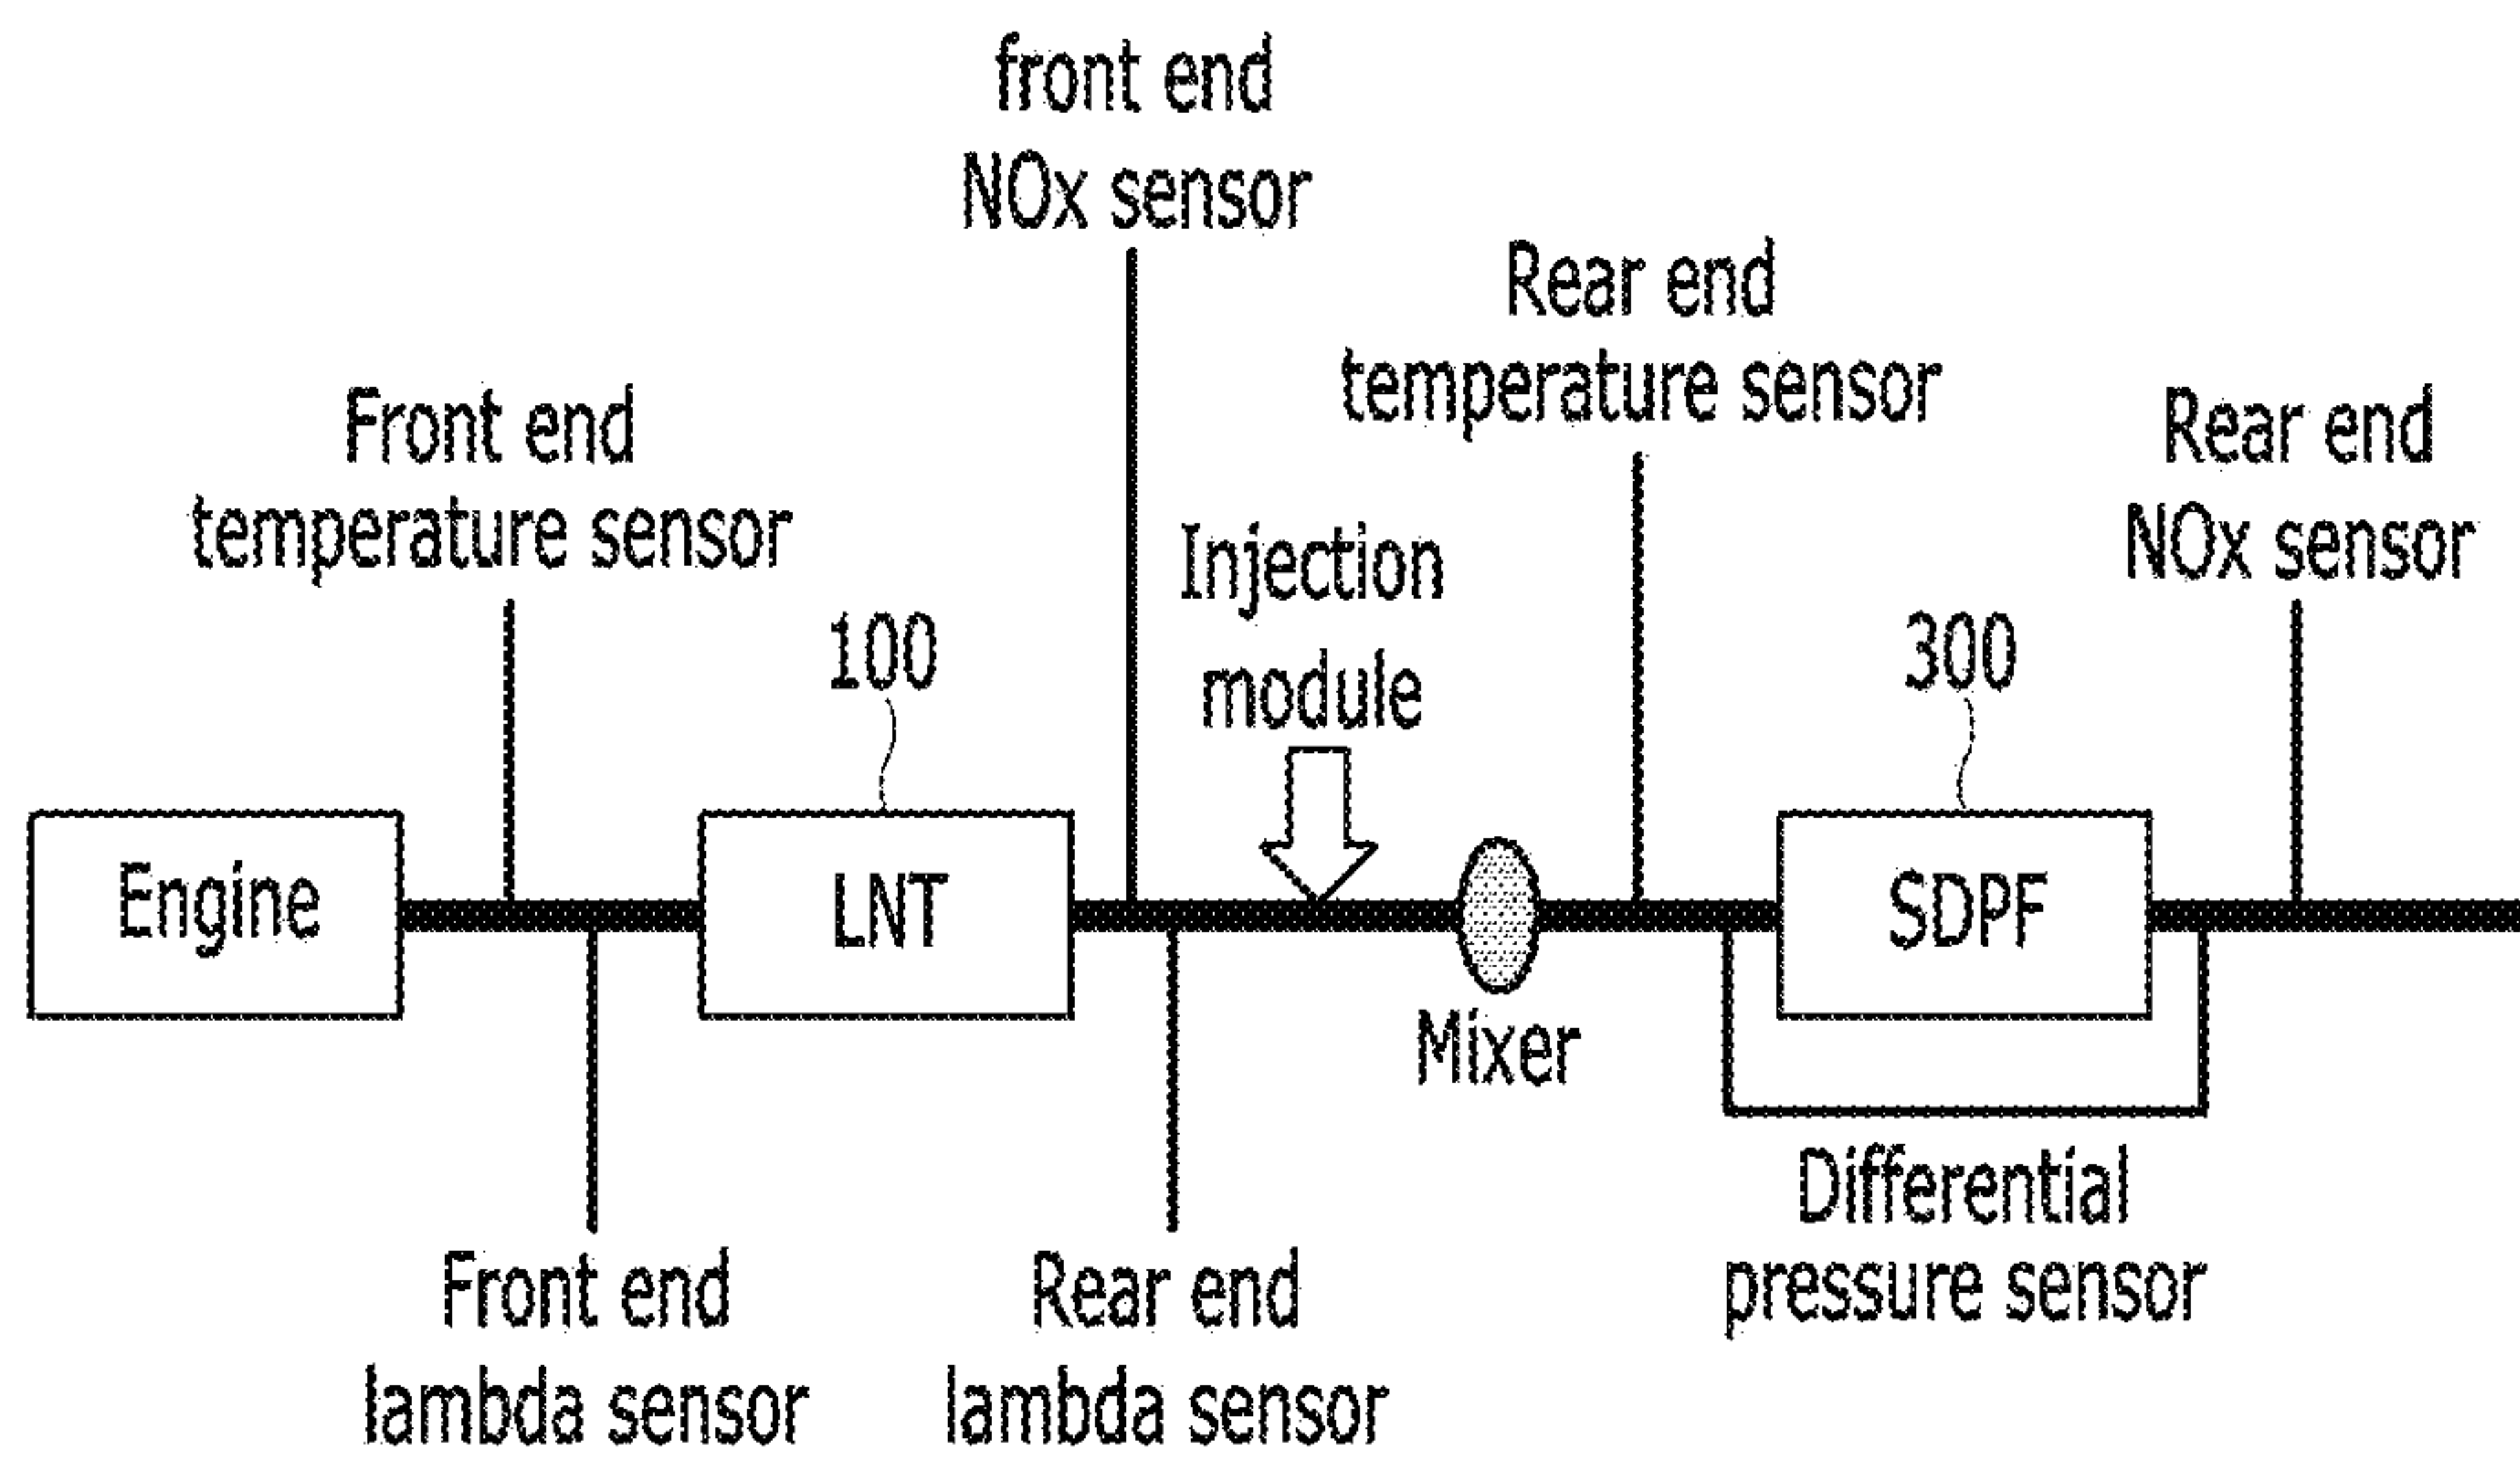 front end
NOx sensor
Rear end
temperature sensor
Front end
temperature sensor
Rear end
NOx sensor
Injection
module
100
300
Engine
LNT
SDPF
Mixer
Differential
pressure sensor
Front end
lambda sensor
Rear end
lambda sensor